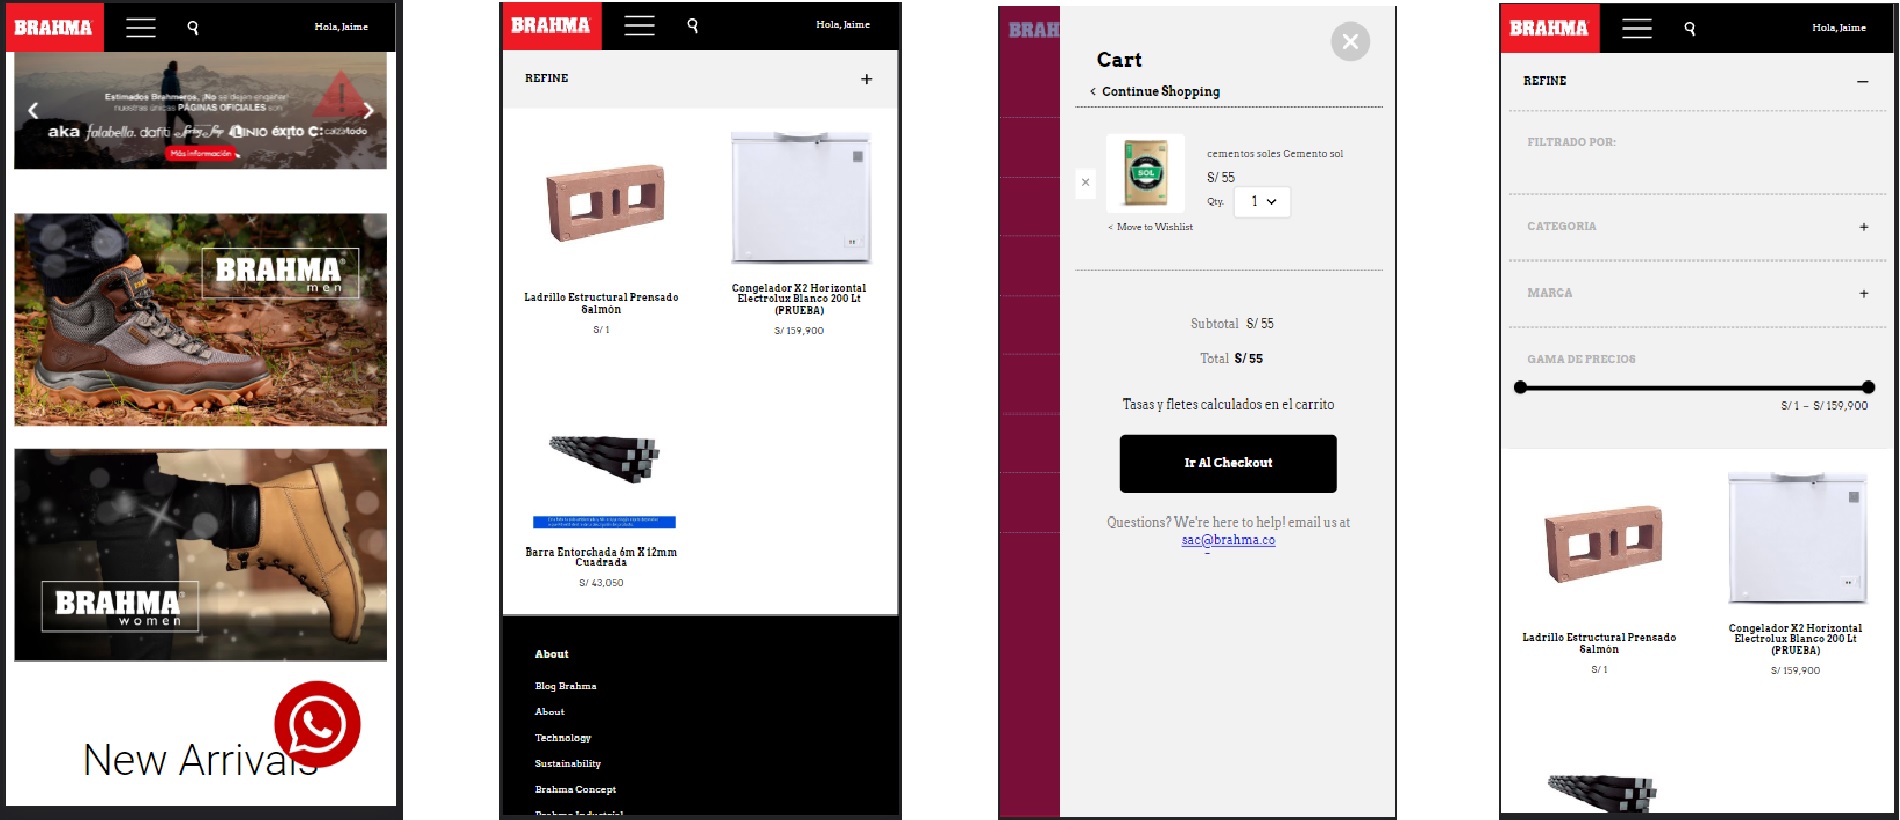 BRAHMA
Hola, Jaime
Estimados Brahmeros, ¡No se dejen engañar!
nuestras únicas PÁGINAS OFICIALES son
aka falabella. dafiti LINIO éxito C: calzatodo
Más información
BRAHMA
men
BRAHMA
women
New Arrivals
BRAHMA
Hola, Jaime
REFINE +
Ladrillo Estructural Prensado
Salmón
S/ 1
Congelador X2 Horizontal
Electrolux Blanco 200 Lt
(PRUEBA)
S/ 159,900
Barra Entorchada 6m X 12mm
Cuadrada
S/ 43,050
About
Blog Brahma
About
Technology
Sustainability
Brahma Concept
Brahma Industrial
BRAH
Cart
< Continue Shopping
cementos soles Cemento sol
S/ 55
Qty. 1
SOL
< Move to Wishlist
Subtotal S/ 55
Total S/ 55
Tasas y fletes calculados en el carrito
Ir Al Checkout
Questions? We're here to help! email us at
sac@brahma.co
BRAHMA
Hola, Jaime
REFINE –
FILTRADO POR:
CATEGORIA +
MARCA +
GAMA DE PRECIOS
S/ 1 – S/ 159,900
Ladrillo Estructural Prensado
Salmón
S/ 1
Congelador X2 Horizontal
Electrolux Blanco 200 Lt
(PRUEBA)
S/ 159,900